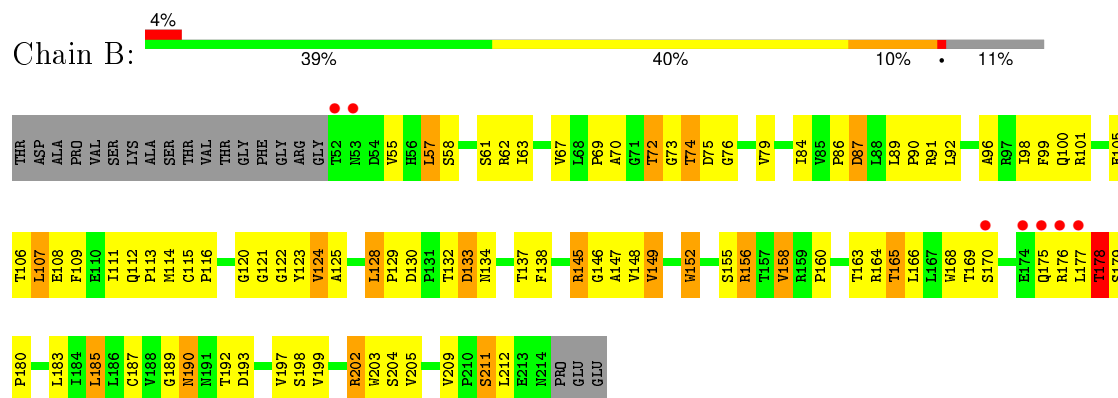 4%
Chain B:
39% 40% 10% • 11%
THR ASP ALA PRO VAL SER LYS ALA SER THR VAL THR GLY PHE GLY ARG GLY T52 N53 D54 V55 H56 L57 S58 S61 R62 I63 V67 L68 P69 A70 G71 T72 G73 T74 D75 G76 V79 I84 V85 P86 D87 L88 L89 P90 R91 L92 A96 R97 I98 F99 Q100 R101
T106 L107 E108 F109 E110 I111 Q112 P113 M114 C115 P116 G120 G121 G122 Y123 V124 A125 L128 P129 D130 P131 T132 D133 N134 T137 F138 R145 G146 A147 V148 V149 W152 S155 R156 T157 V158 R159 P160 T163 R164 T165 L166 L167 W168 T169 S170 E174 Q175 R176 L177 T178
P180 L183 I184 L185 L186 C187 V188 G189 N190 N191 T192 D193 V197 S198 V199 R202 W203 S204 V205 V209 P210 S211 L212 E213 N214 PRO GLU GLU